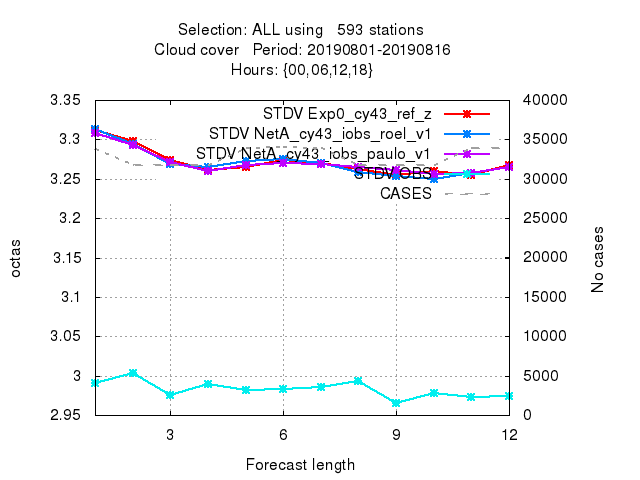 Selection: ALL using   593 stations
Cloud cover   Period: 20190801-20190816
Hours: {00,06,12,18}
3.35
3.3
3.25
3.2
3.15
3.1
3.05
3
2.95
octas
STDV Exp0_cy43_ref_z
STDV NetA_cy43_iobs_roel_v1
STDV NetA_cy43_iobs_paulo_v1
STDV OBS
CASES
40000
35000
30000
25000
20000
15000
10000
5000
0
No cases
3
6
9
12
Forecast length